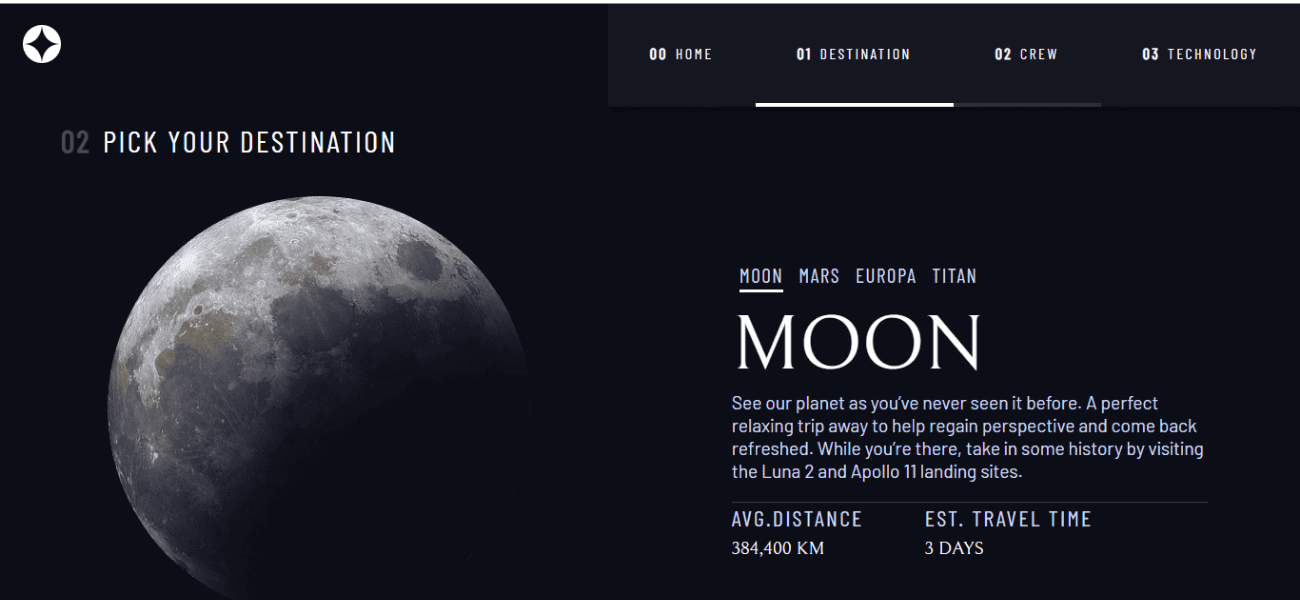 00 HOME 01 DESTINATION 02 CREW 03 TECHNOLOGY
02 PICK YOUR DESTINATION
MOON MARS EUROPA TITAN
MOON
See our planet as you’ve never seen it before. A perfect
relaxing trip away to help regain perspective and come back
refreshed. While you’re there, take in some history by visiting
the Luna 2 and Apollo 11 landing sites.
AVG.DISTANCE EST. TRAVEL TIME
384,400 KM 3 DAYS